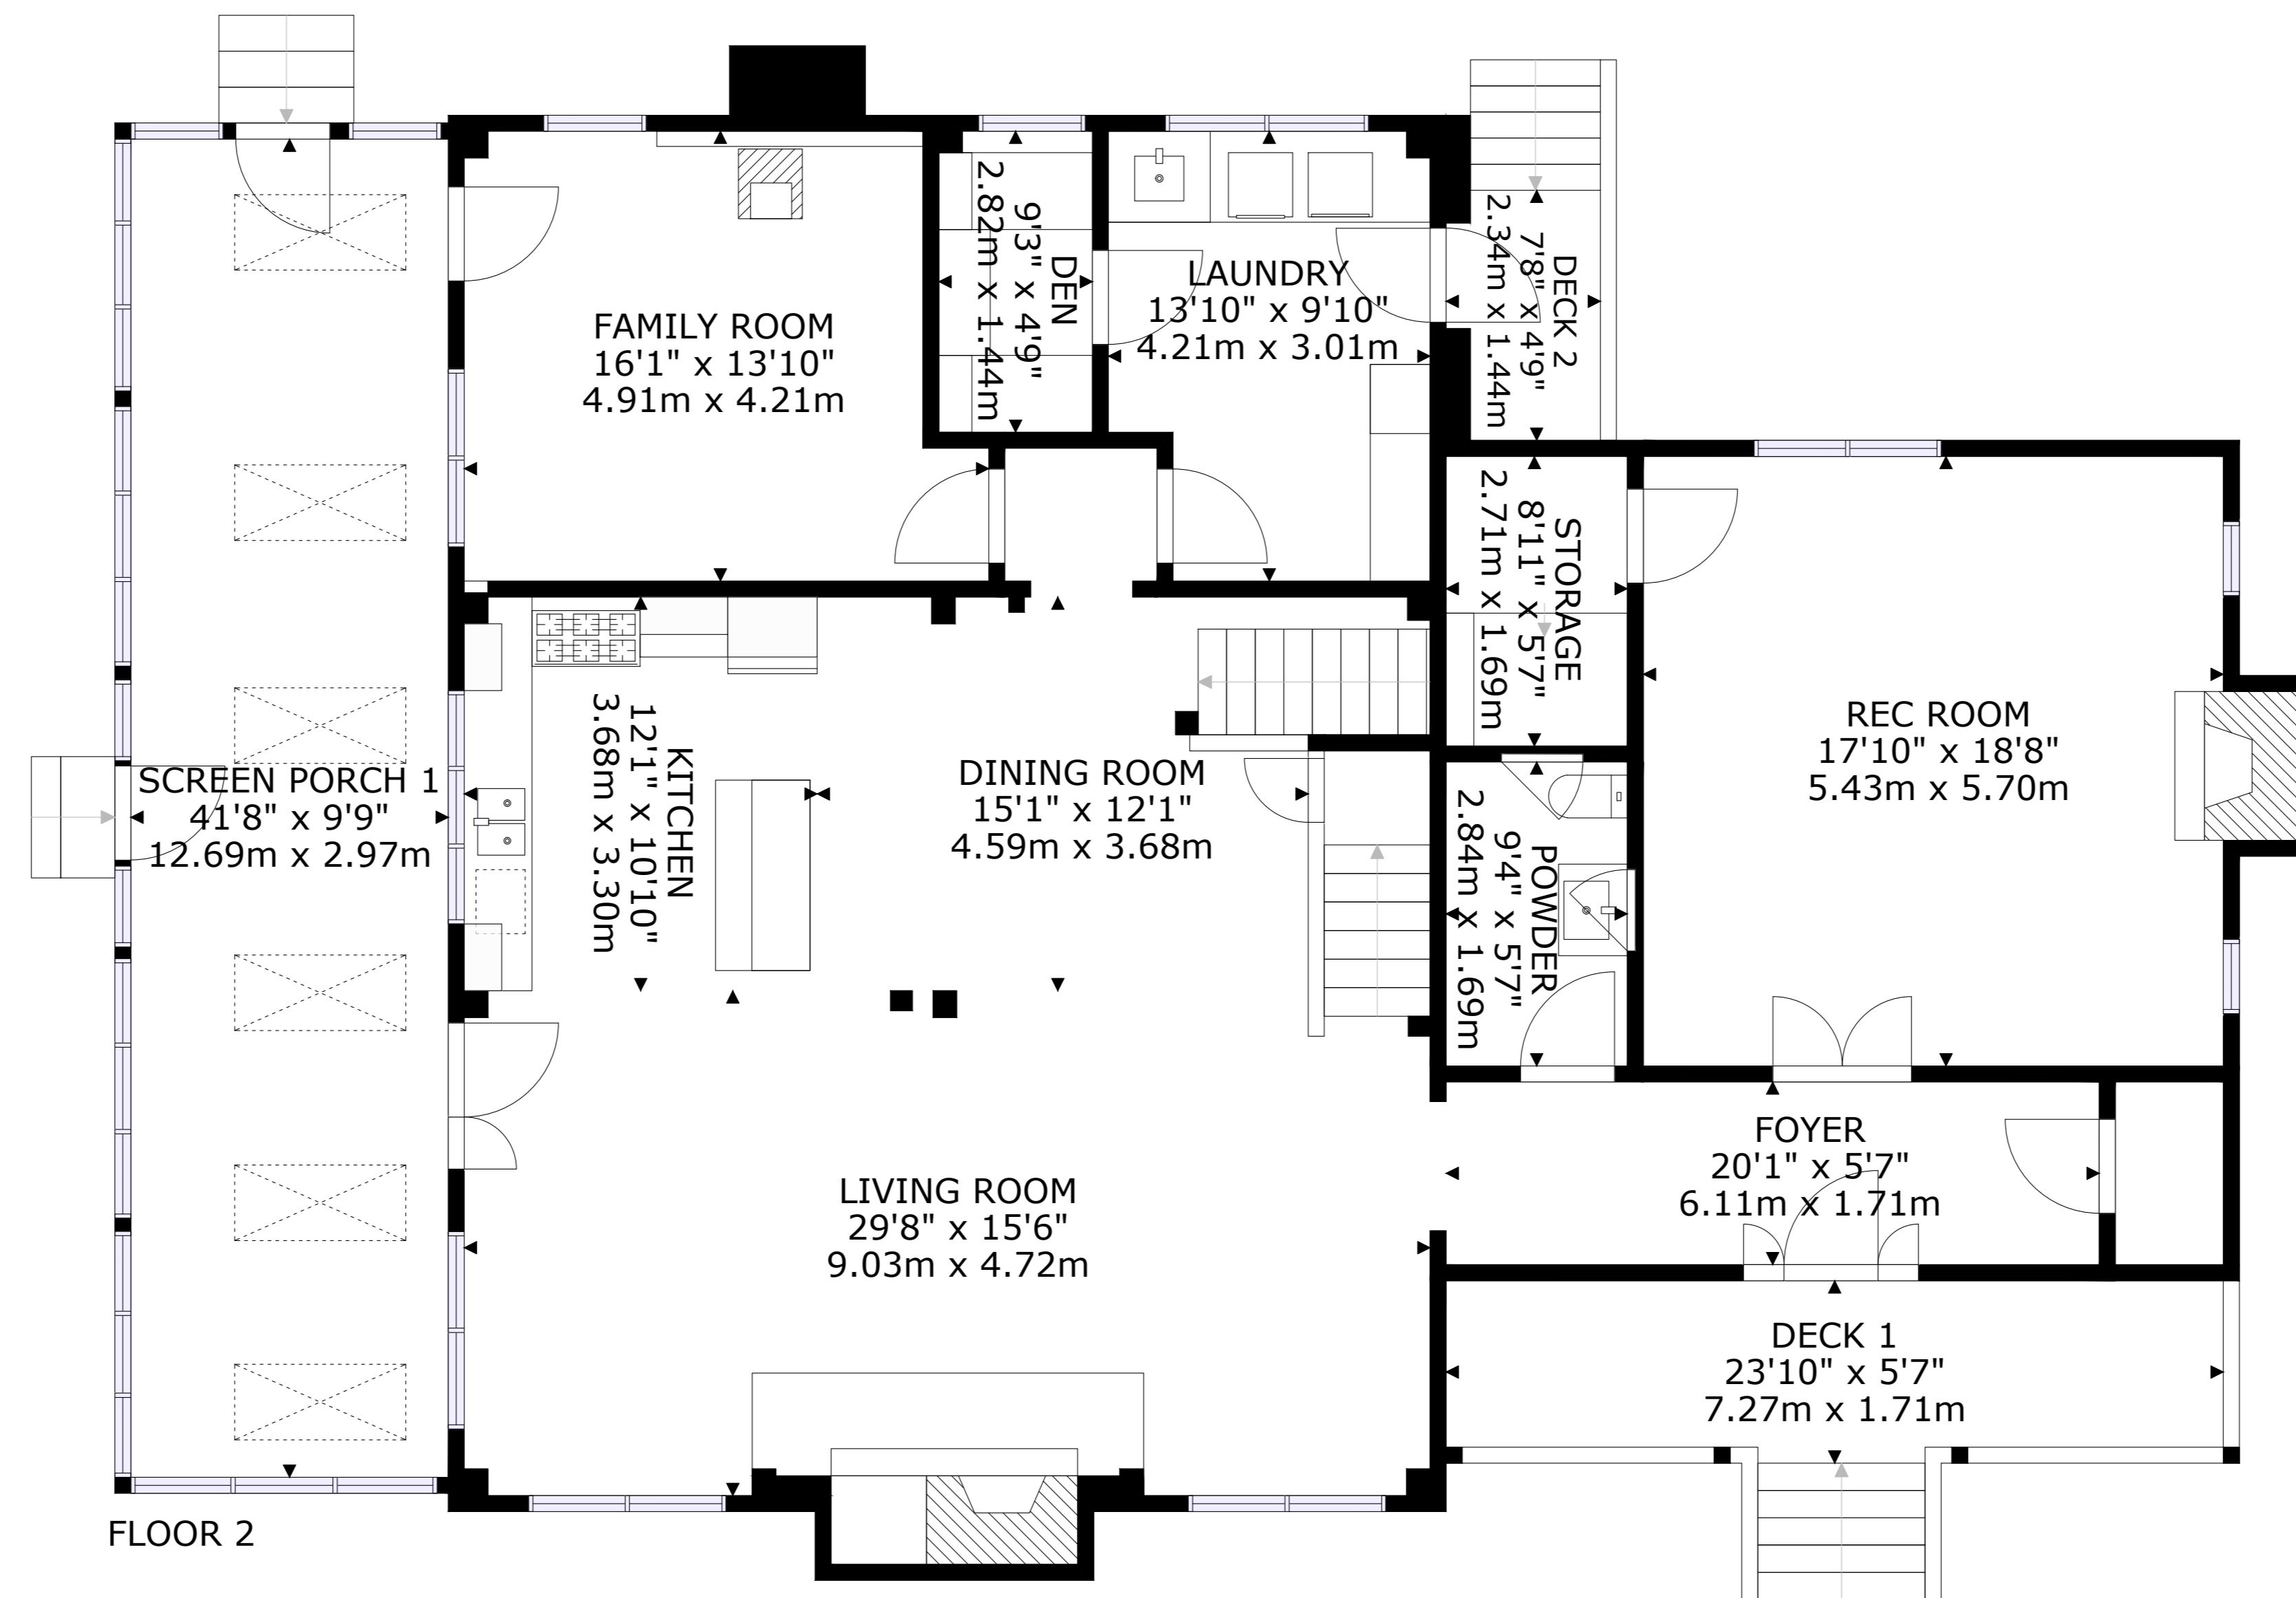 FAMILY ROOM
16'1" x 13'10"
4.91m x 4.21m
DEN
9'3" x 4'9"
2.82m x 1.44m
LAUNDRY
13'10" x 9'10"
4.21m x 3.01m
DECK 2
7'8" x 4'9"
2.34m x 1.44m
STORAGE
8'11" x 5'7"
2.71m x 1.69m
REC ROOM
17'10" x 18'8"
5.43m x 5.70m
SCREEN PORCH 1
41'8" x 9'9"
12.69m x 2.97m
KITCHEN
12'1" x 10'10"
3.68m x 3.30m
DINING ROOM
15'1" x 12'1"
4.59m x 3.68m
POWDER
9'4" x 5'7"
2.84m x 1.69m
FOYER
20'1" x 5'7"
6.11m x 1.71m
LIVING ROOM
29'8" x 15'6"
9.03m x 4.72m
DECK 1
23'10" x 5'7"
7.27m x 1.71m
FLOOR 2